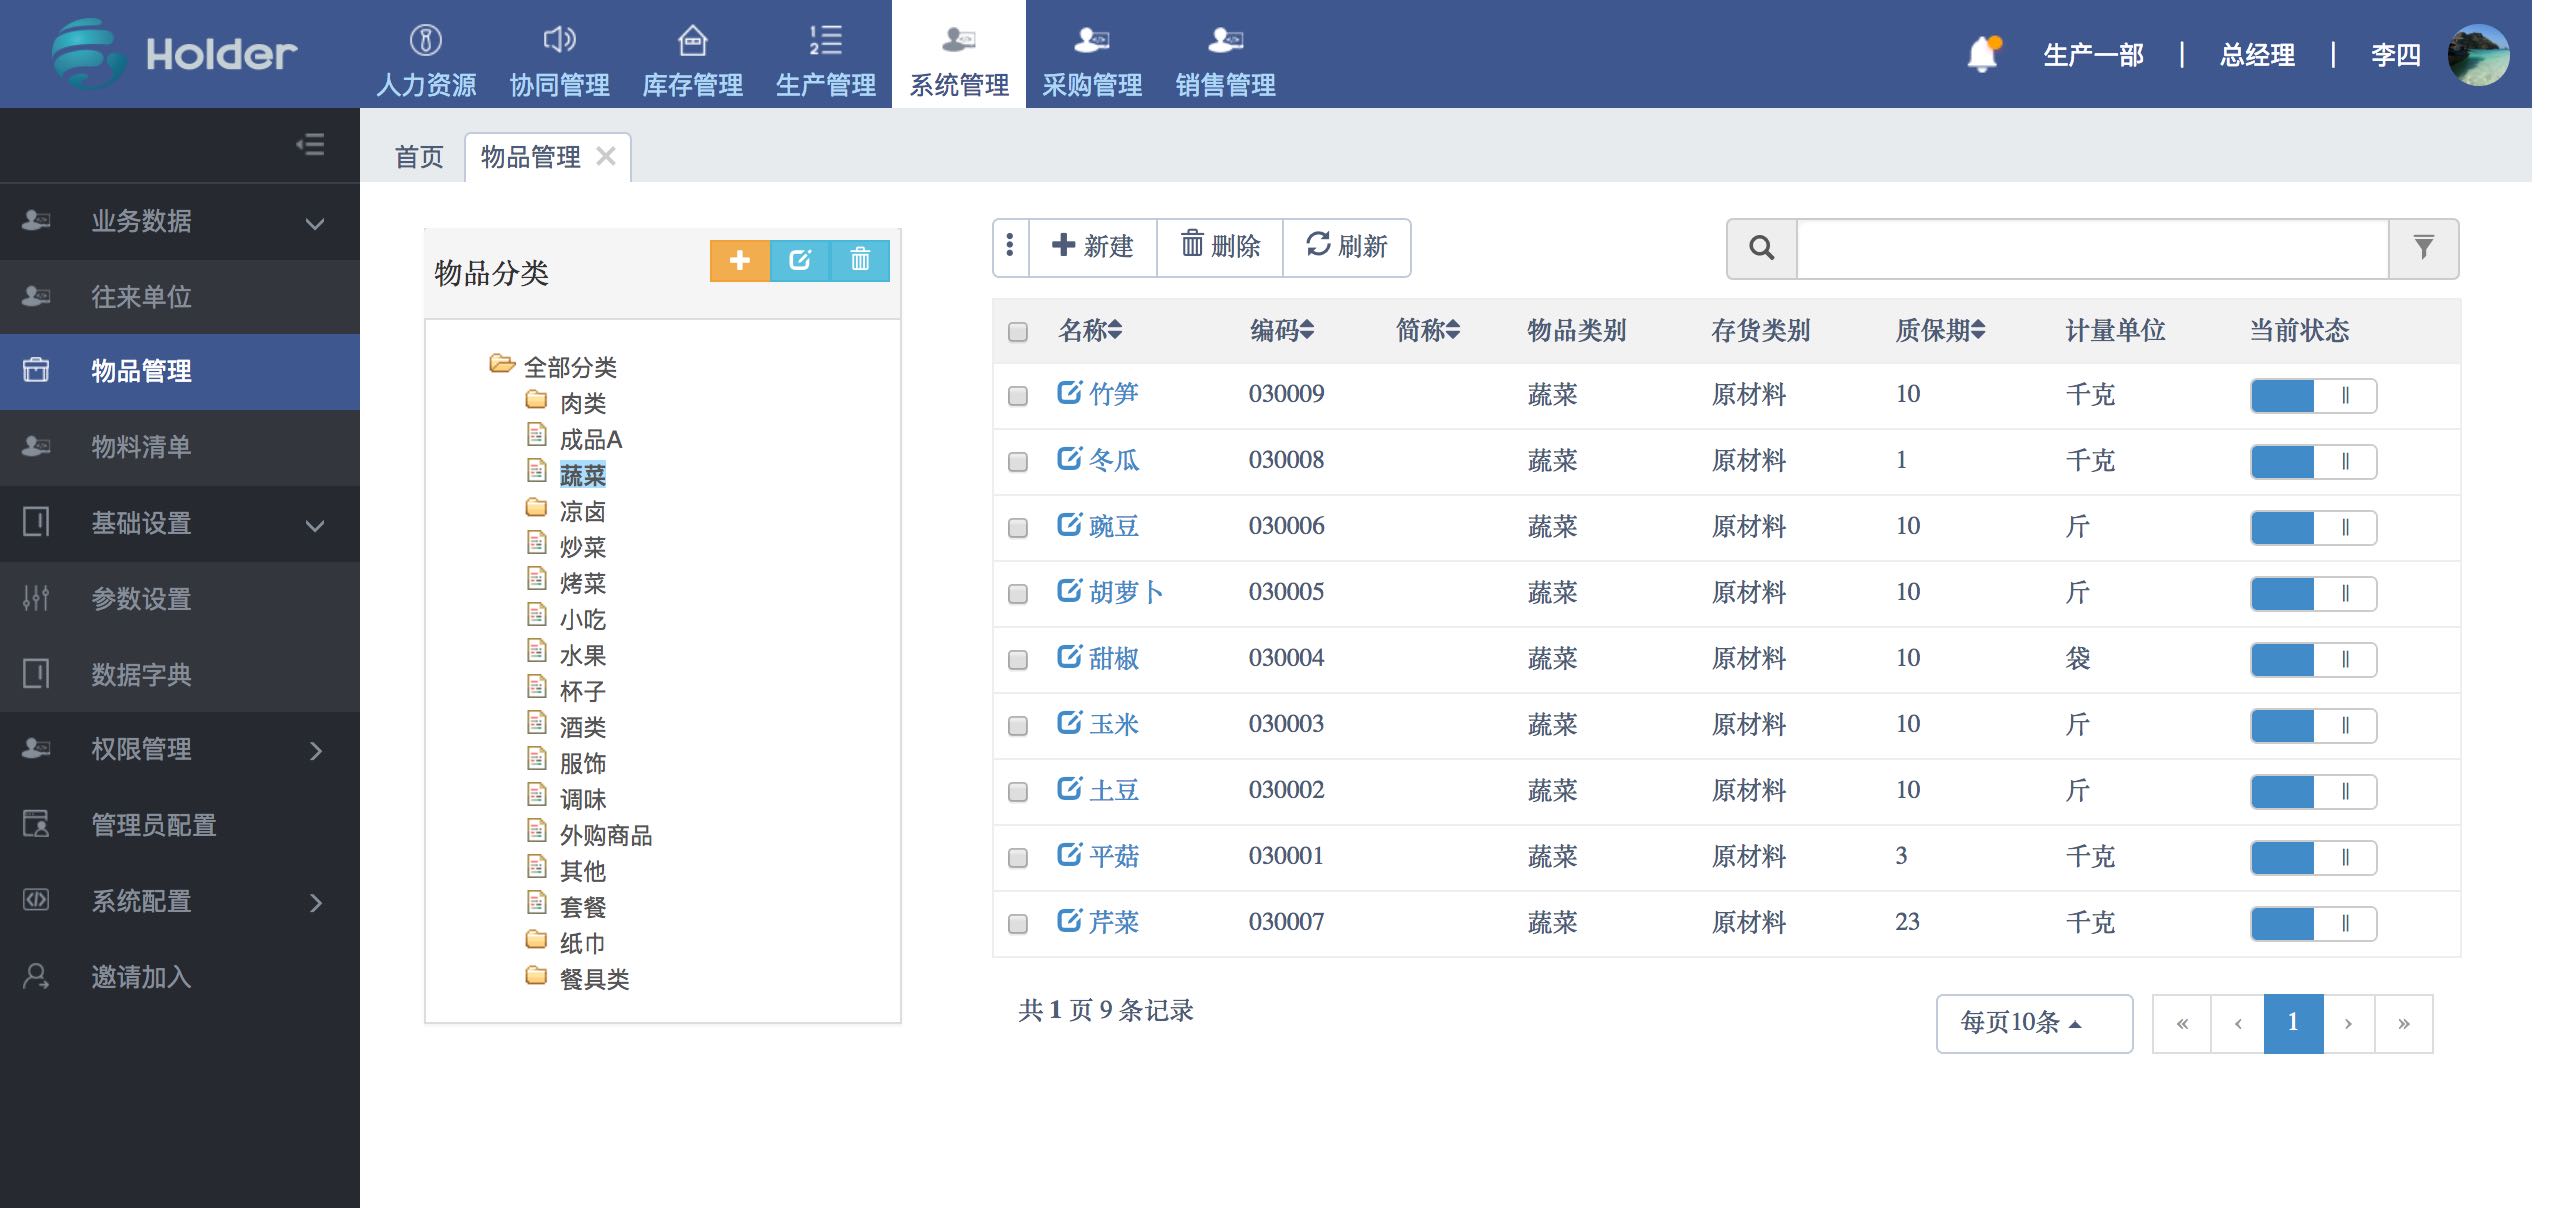 Holder
人力资源 协同管理 库存管理 生产管理 系统管理 采购管理 销售管理
生产一部 | 总经理 | 李四
首页 物品管理
业务数据
往来单位
物品管理
物料清单
基础设置
参数设置
数据字典
权限管理
管理员配置
系统配置
邀请加入
物品分类
全部分类
肉类
成品A
蔬菜
凉卤
炒菜
烤菜
小吃
水果
杯子
酒类
服饰
调味
外购商品
其他
套餐
纸巾
餐具类
新建 删除 刷新
名称 编码 简称 物品类别 存货类别 质保期 计量单位 当前状态
竹笋 030009 蔬菜 原材料 10 千克
冬瓜 030008 蔬菜 原材料 1 千克
豌豆 030006 蔬菜 原材料 10 斤
胡萝卜 030005 蔬菜 原材料 10 斤
甜椒 030004 蔬菜 原材料 10 袋
玉米 030003 蔬菜 原材料 10 斤
土豆 030002 蔬菜 原材料 10 斤
平菇 030001 蔬菜 原材料 3 千克
芹菜 030007 蔬菜 原材料 23 千克
共 1 页 9 条记录
每页10条 « ‹ 1 › »